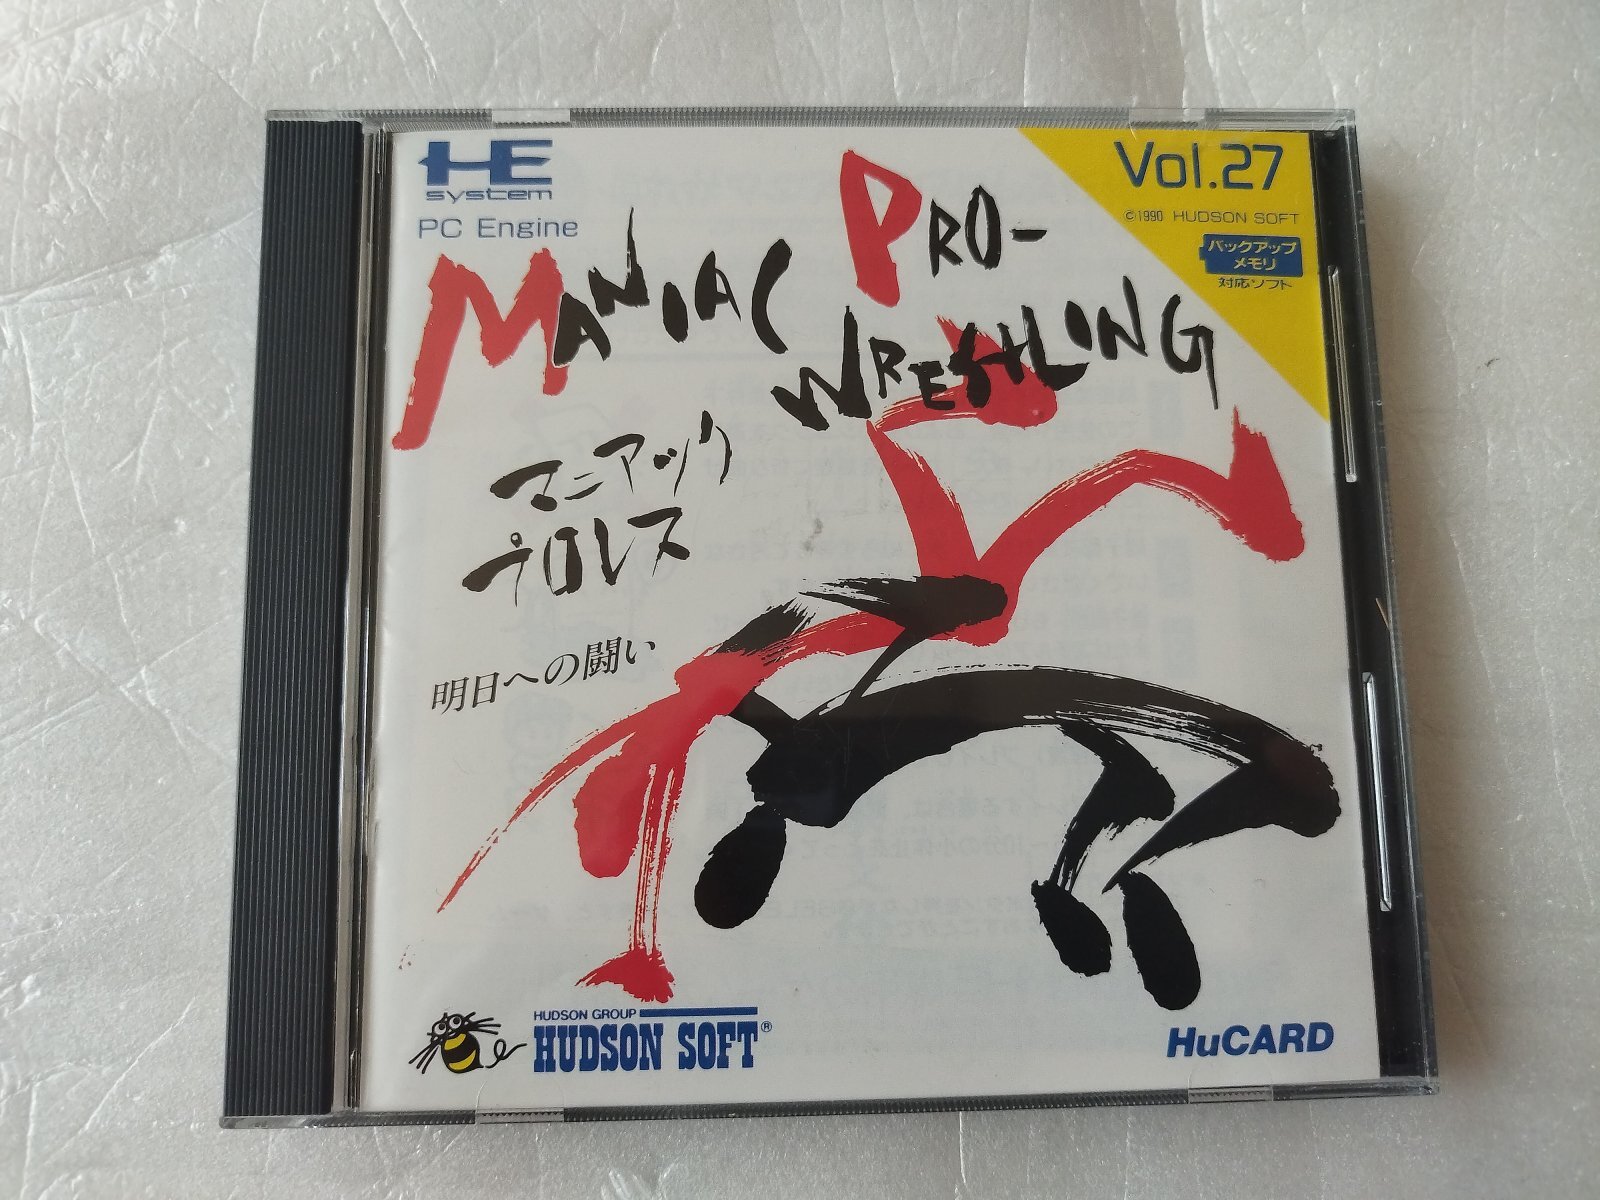 HE
system
PC Engine
Vol.27
©1990 HUDSON SOFT
バックアップ
メモリ
対応ソフト
MANIAC PRO-
WRESTLING
マニアック
プロレス
明日への闘い
HUDSON GROUP
HUDSON SOFT®
HuCARD